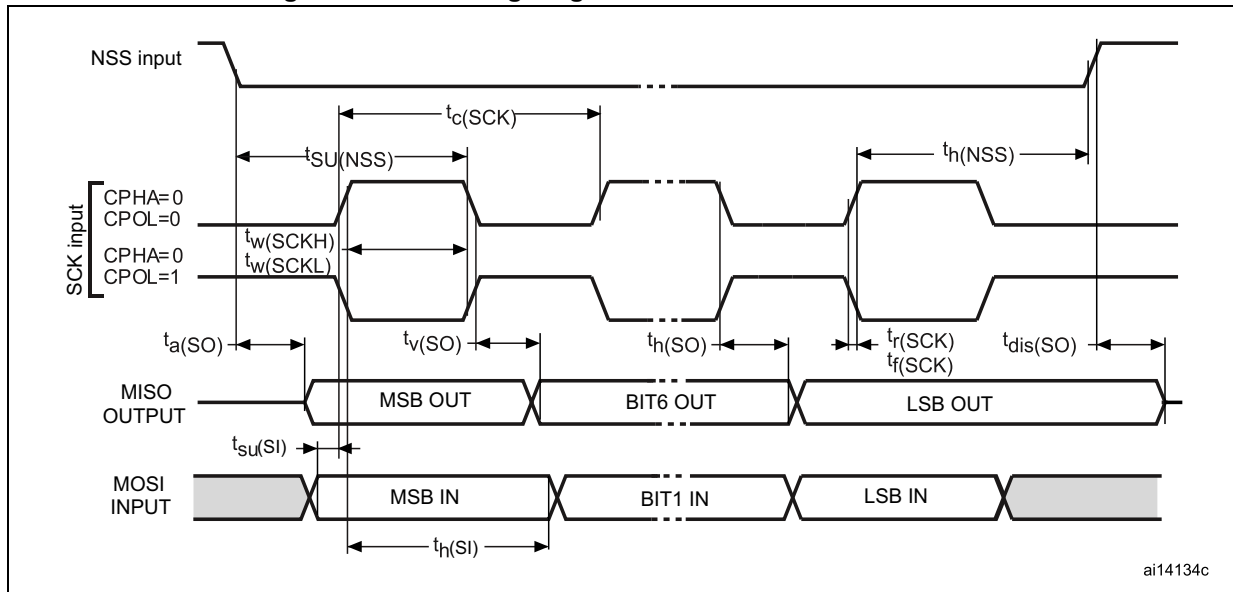 NSS input
tc(SCK)
tSU(NSS)
th(NSS)
SCK input
CPHA=0
CPOL=0
tw(SCKH)
CPHA=0
tw(SCKL)
CPOL=1
ta(SO)
tv(SO)
th(SO)
tr(SCK)
tf(SCK)
tdis(SO)
MISO
OUTPUT
MSB OUT
BIT6 OUT
LSB OUT
tsu(SI)
MOSI
INPUT
MSB IN
BIT1 IN
LSB IN
th(SI)
ai14134c